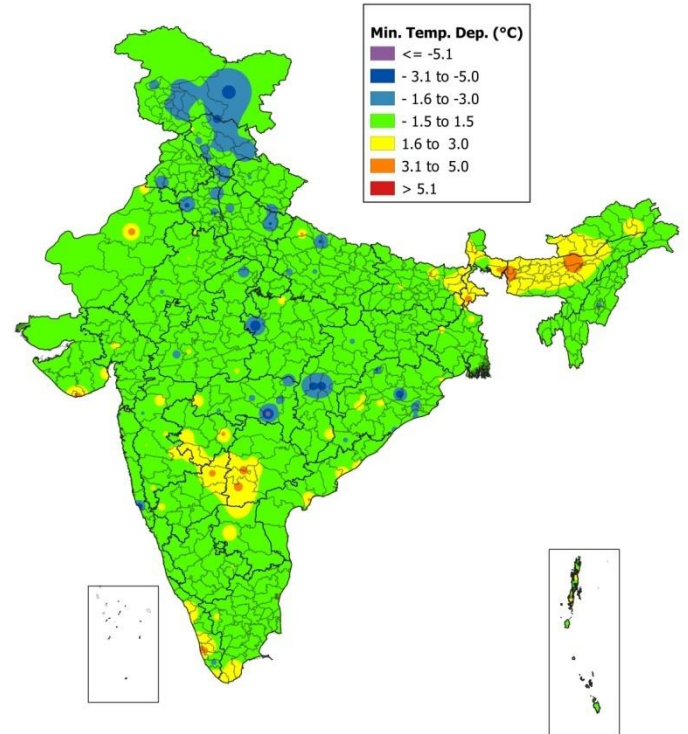 Min. Temp. Dep. (°C)
<= -5.1
- 3.1 to -5.0
- 1.6 to -3.0
- 1.5 to 1.5
1.6 to 3.0
3.1 to 5.0
> 5.1